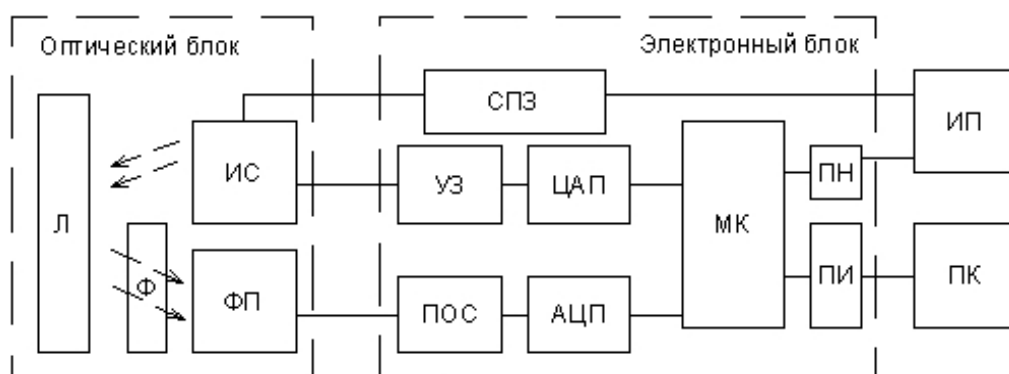 Оптический блок
Электронный блок
СПЗ
ИП
ИС
УЗ
ЦАП
ПН
Л
МК
Ф
ФП
ПОС
АЦП
ПИ
ПК